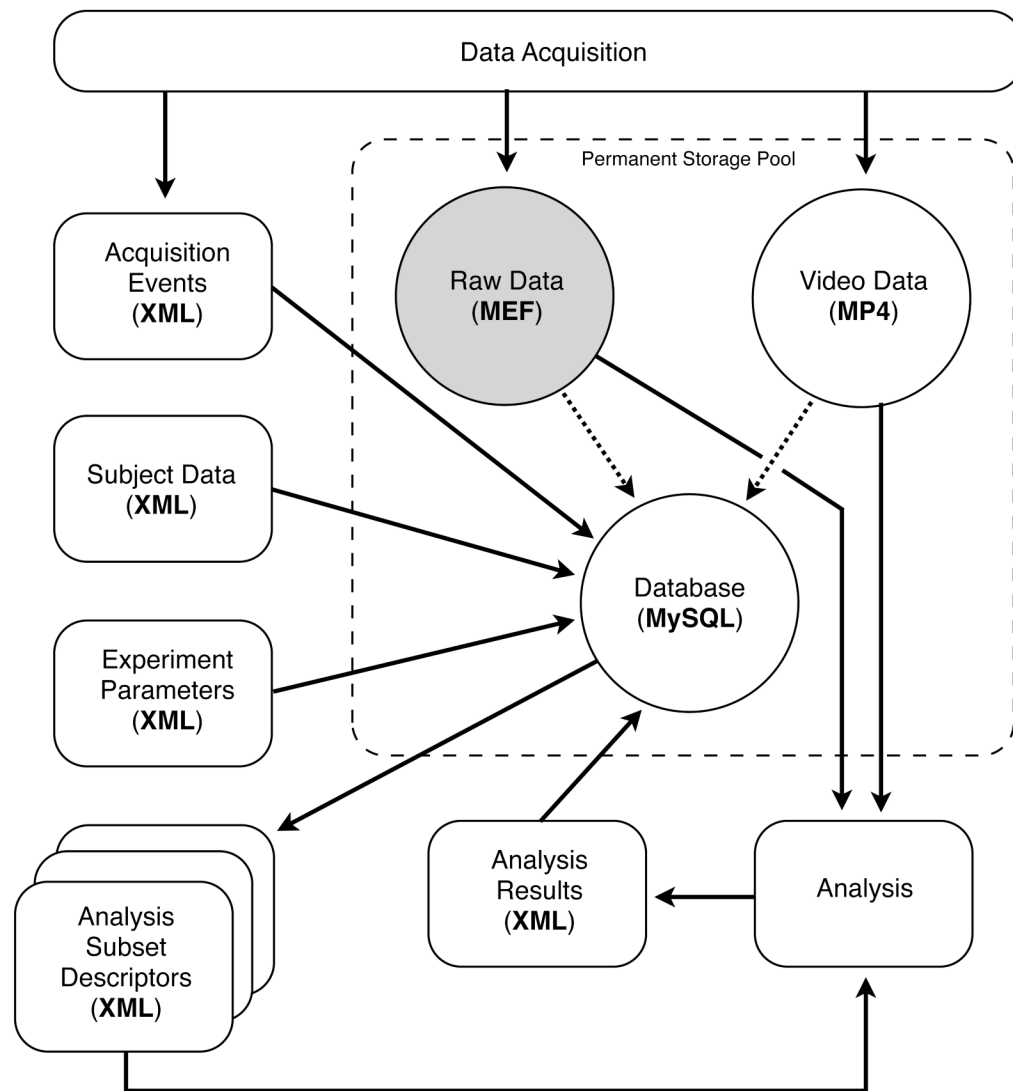 Data Acquisition
Permanent Storage Pool
Acquisition
Events
(XML)
Raw Data
(MEF)
Video Data
(MP4)
Subject Data
(XML)
Database
(MySQL)
Experiment
Parameters
(XML)
Analysis
Subset
Descriptors
(XML)
Analysis
Results
(XML)
Analysis